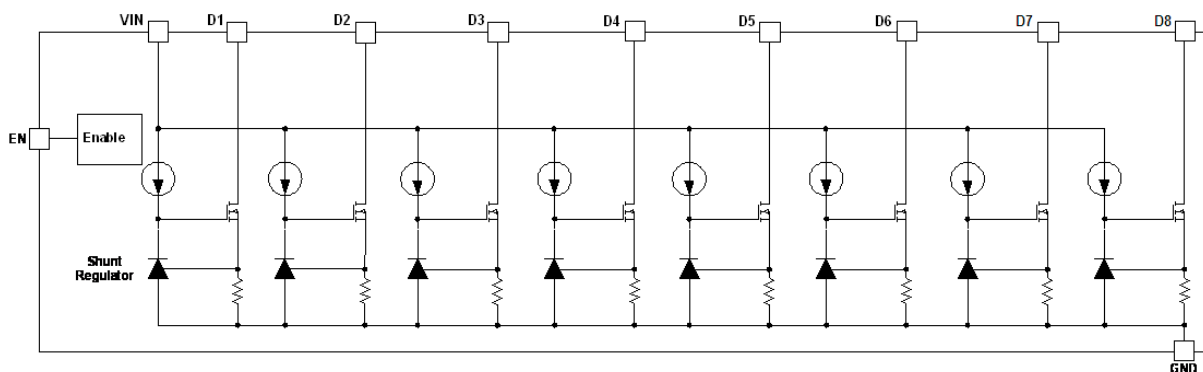 VIN
D1
D2
D3
D4
D5
D6
D7
D8
EN
Enable
Shunt
Regulator
GND